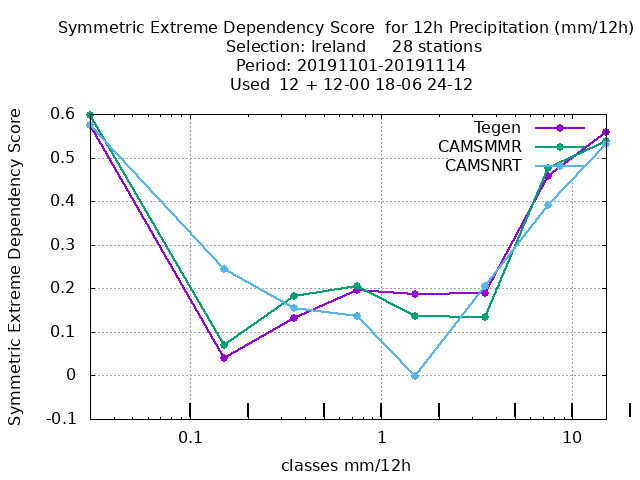 Symmetric Extreme Dependency Score  for 12h Precipitation (mm/12h)
Selection: Ireland     28 stations
Period: 20191101-20191114
Used  12 + 12-00 18-06 24-12
Symmetric Extreme Dependency Score
0.6
0.5
0.4
0.3
0.2
0.1
0
-0.1
Tegen
CAMSMMR
CAMSNRT
0.1
1
10
classes mm/12h